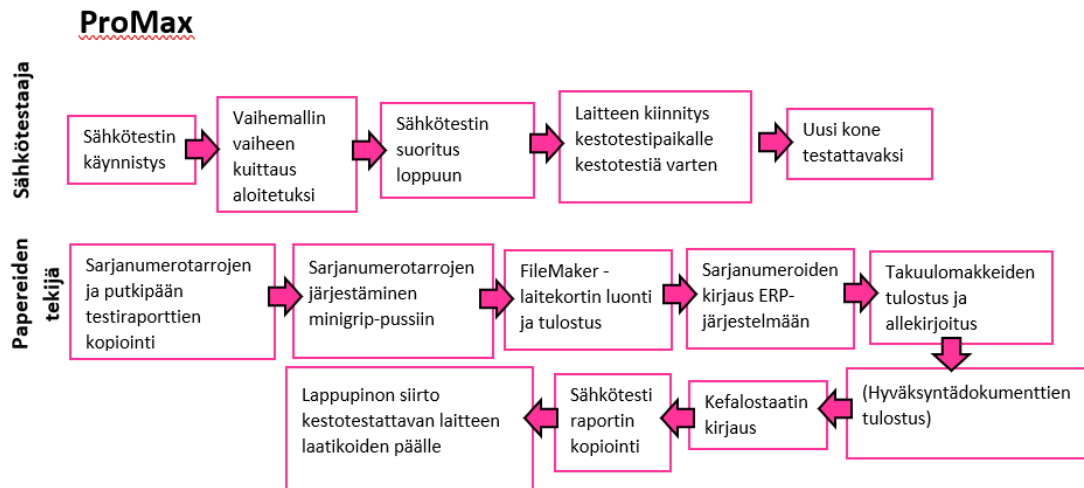 ProMax
Sähkötestaaja
Sähkötestin
käynnistys
Vaihemallin
vaiheen
kuittaus
aloitetuksi
Sähkötestin
suoritus
loppuun
Laitteen kiinnitys
kestotestipaikalle
kestotestiä varten
Uusi kone
testattavaksi
Papereiden
tekijä
Sarjanumerotarrojen
ja putkipään
testiraporttien
kopiointi
Sarjanumerotarrojen
järjestäminen
minigrip-pussiin
FileMaker -
laitekortin luonti
ja tulostus
Sarjanumeroiden
kirjaus ERP-
järjestelmään
Takuulomakkeiden
tulostus ja
allekirjoitus
(Hyväksyntädokumenttien
tulostus)
Kefalostaatin
kirjaus
Sähkötesti
raportin
kopiointi
Lappupinon siirto
kestotestattavan laitteen
laatikoiden päälle